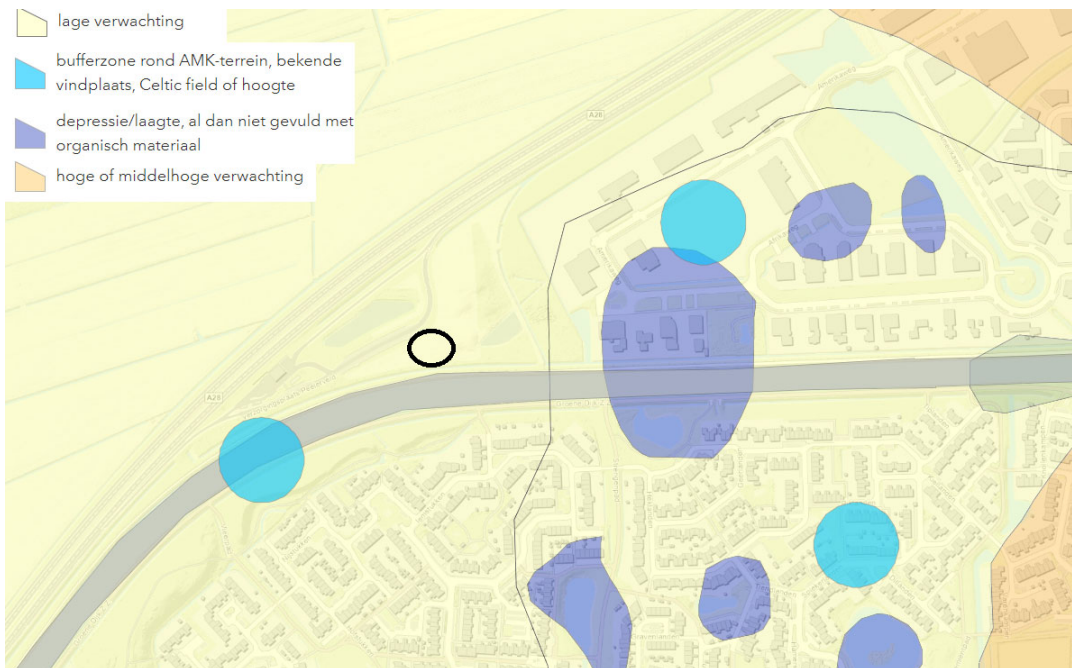 lage verwachting
bufferzone rond AMK-terrein, bekende
vindplaats, Celtic field of hoogte
depressie/laagte, al dan niet gevuld met
organisch materiaal
hoge of middelhoge verwachting
A28
A28